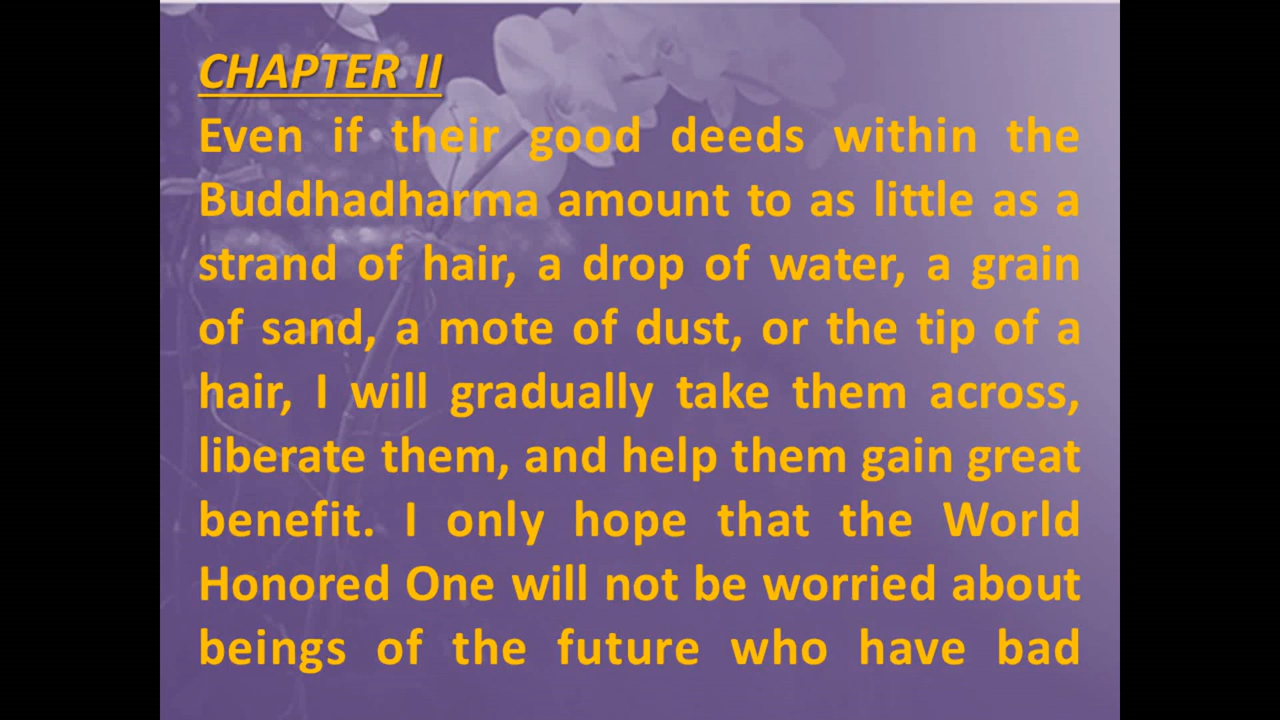 CHAPTER II
Even if their good deeds within the
Buddhadharma amount to as little as a
strand of hair, a drop of water, a grain
of sand, a mote of dust, or the tip of a
hair, I will gradually take them across,
liberate them, and help them gain great
benefit. I only hope that the World
Honored One will not be worried about
beings of the future who have bad